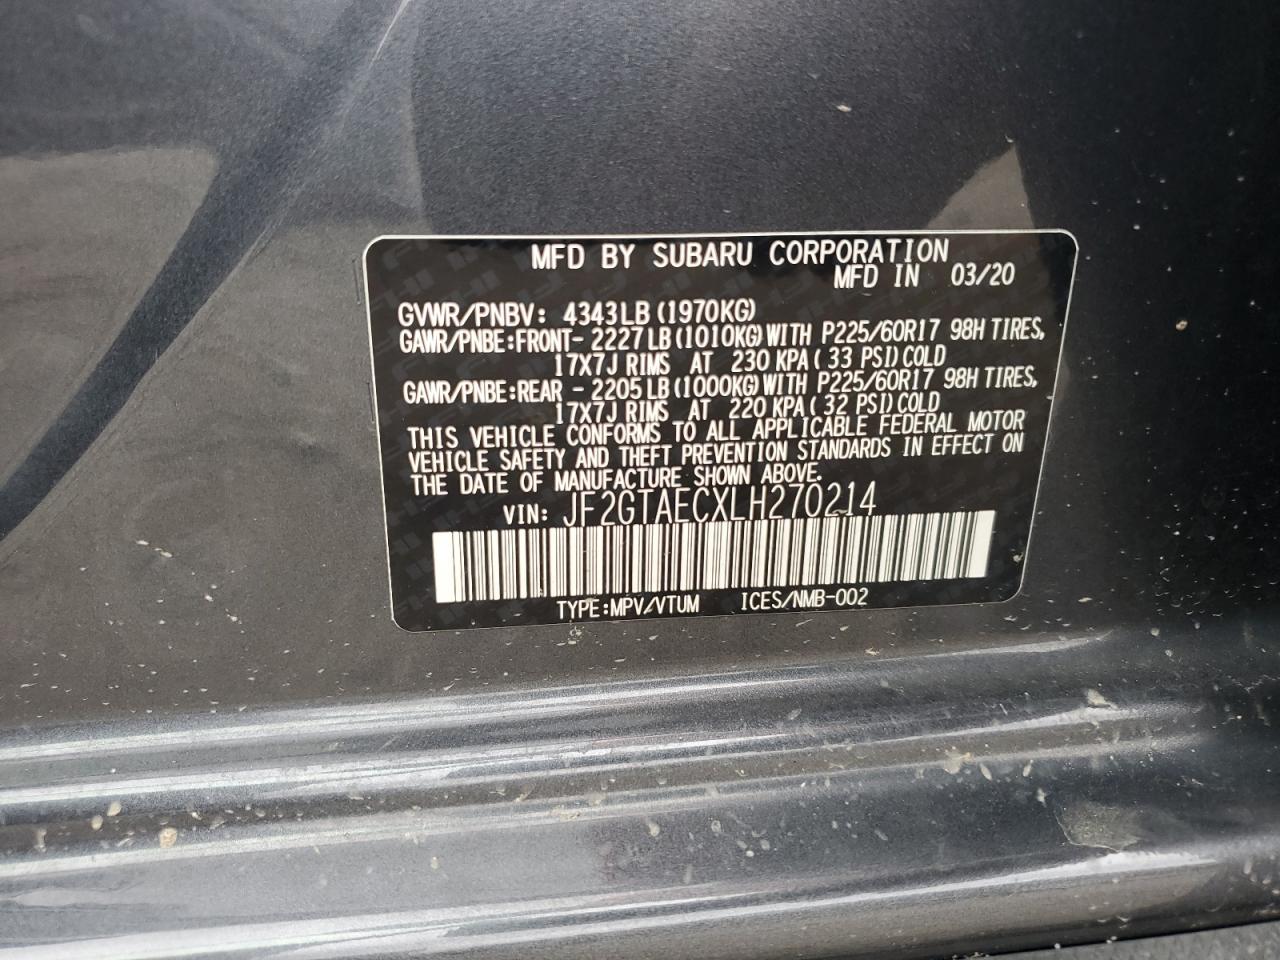 MFD BY SUBARU CORPORATION
MFD IN 03/20
GVWR/PNBV: 4343LB (1970KG)
GAWR/PNBE:FRONT- 2227LB (1010KG) WITH P225/60R17 98H TIRES,
17X7J RIMS AT 230 KPA ( 33 PSI) COLD
GAWR/PNBE:REAR - 2205LB (1000KG) WITH P225/60R17 98H TIRES,
17X7J RIMS AT 220 KPA ( 32 PSI) COLD
THIS VEHICLE CONFORMS TO ALL APPLICABLE FEDERAL MOTOR
VEHICLE SAFETY AND THEFT PREVENTION STANDARDS IN EFFECT ON
THE DATE OF MANUFACTURE SHOWN ABOVE.
VIN: JF2GTAECXLH270214
TYPE:MPV/VTUM ICES/NMB-002